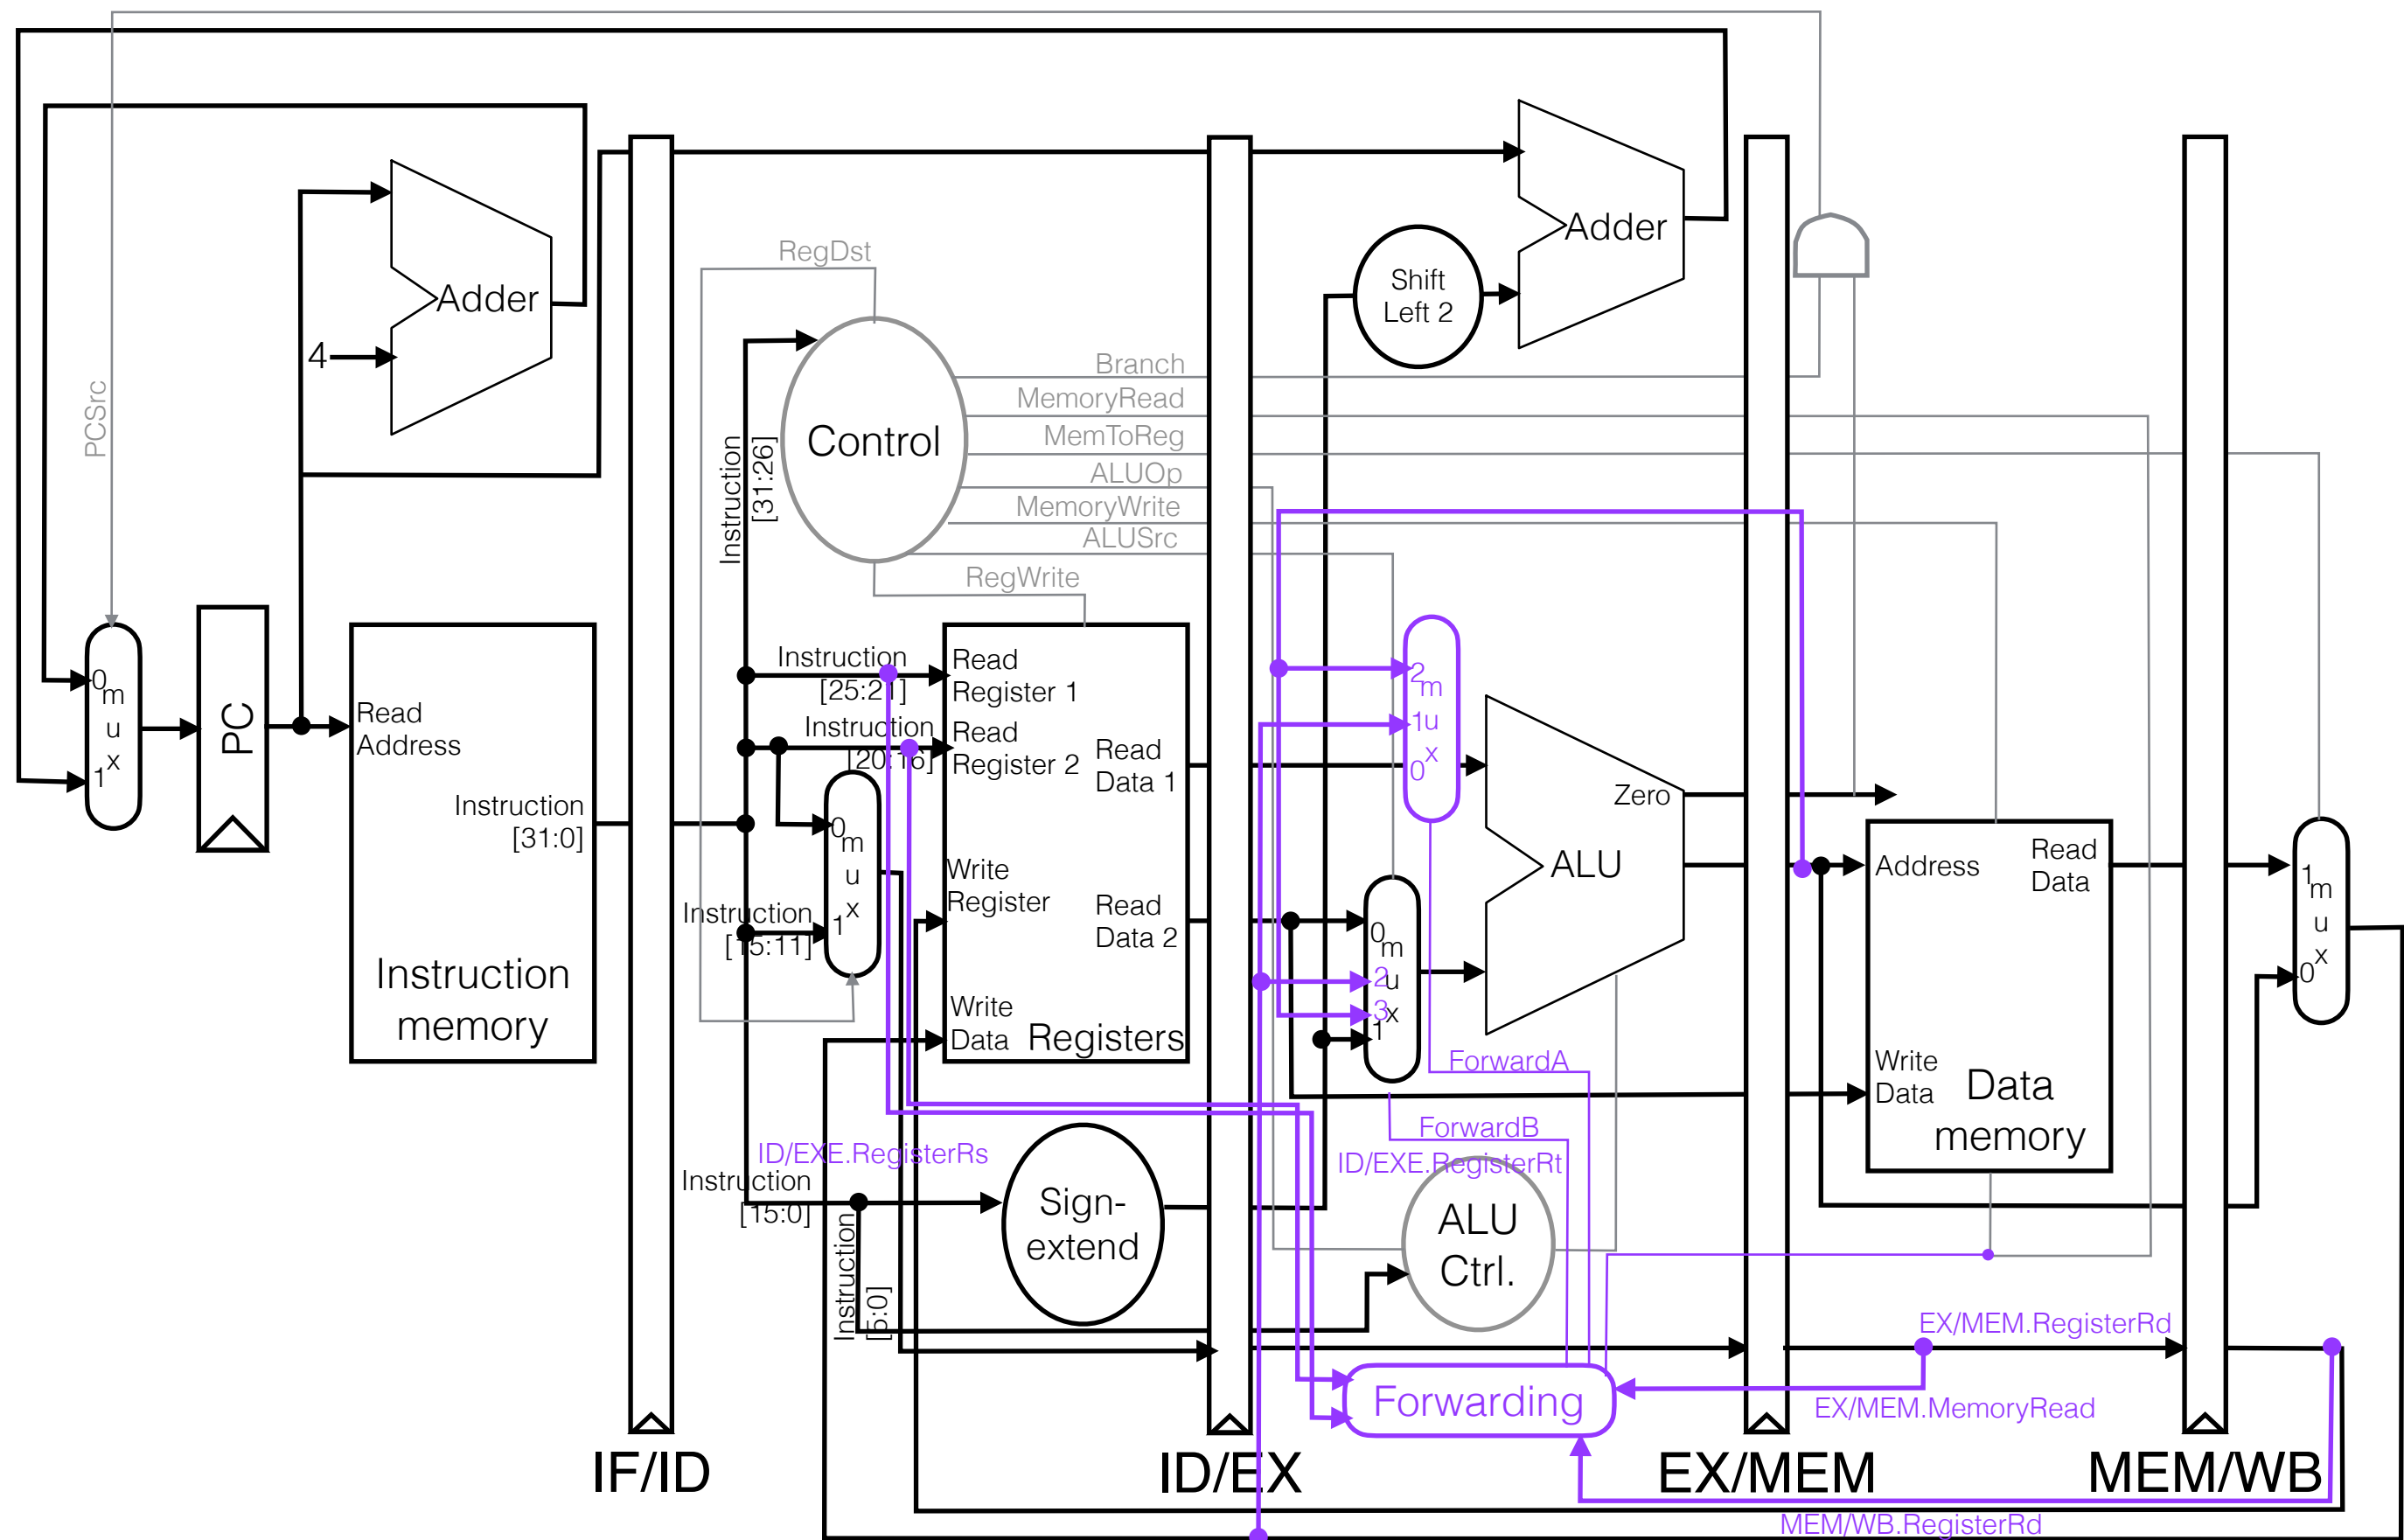 Adder
Adder
Shift
Left 2
RegDst
4
PCSrc
Control
Branch
MemoryRead
MemToReg
ALUOp
MemoryWrite
ALUSrc
RegWrite
Instruction
[31:26]
0
m
u
x
1
PC
Read
Address
Instruction
[31:0]
Instruction
memory
Instruction
[25:21]
Instruction
[20:16]
0
m
u
x
1
Instruction
[15:11]
Read
Register 1
Read
Register 2
Read
Data 1
Write
Register
Read
Data 2
Write
Data
Registers
2
m
1u
x
0
0
m
2
u
3
x
1
Zero
ALU
Address
Read
Data
Write
Data
Data
memory
1
m
u
x
0
ForwardA
ForwardB
ID/EXE.RegisterRs
ID/EXE.RegisterRt
Instruction
[15:0]
Sign-
extend
Instruction
[5:0]
ALU
Ctrl.
EX/MEM.RegisterRd
Forwarding
EX/MEM.MemoryRead
IF/ID
ID/EX
EX/MEM
MEM/WB
MEM/WB.RegisterRd